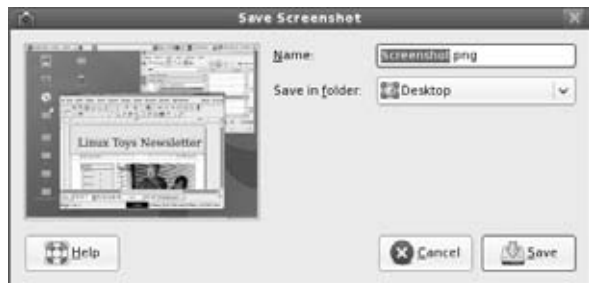 Save Screenshot
Name: Screenshot.png
Save in folder: Desktop
Linux Toys Newsletter
Help
Cancel
Save